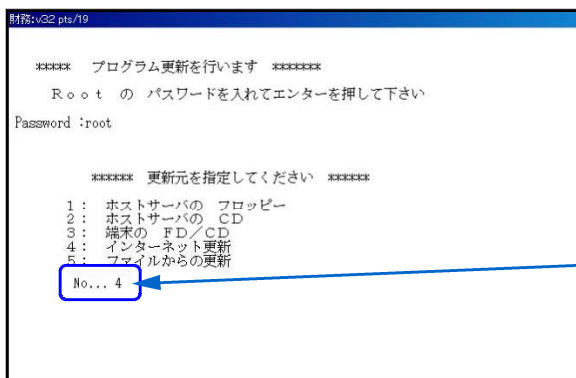 財務:v32 pts/19
***** プログラム更新を行います *******
Ｒｏｏｔ の パスワードを入れてエンターを押して下さい
Password :root
****** 更新元を指定してください ******
1： ホストサーバの フロッピー
2： ホストサーバの ＣＤ
3： 端末の ＦＤ／ＣＤ
4： インターネット更新
5： ファイルからの更新
No... 4